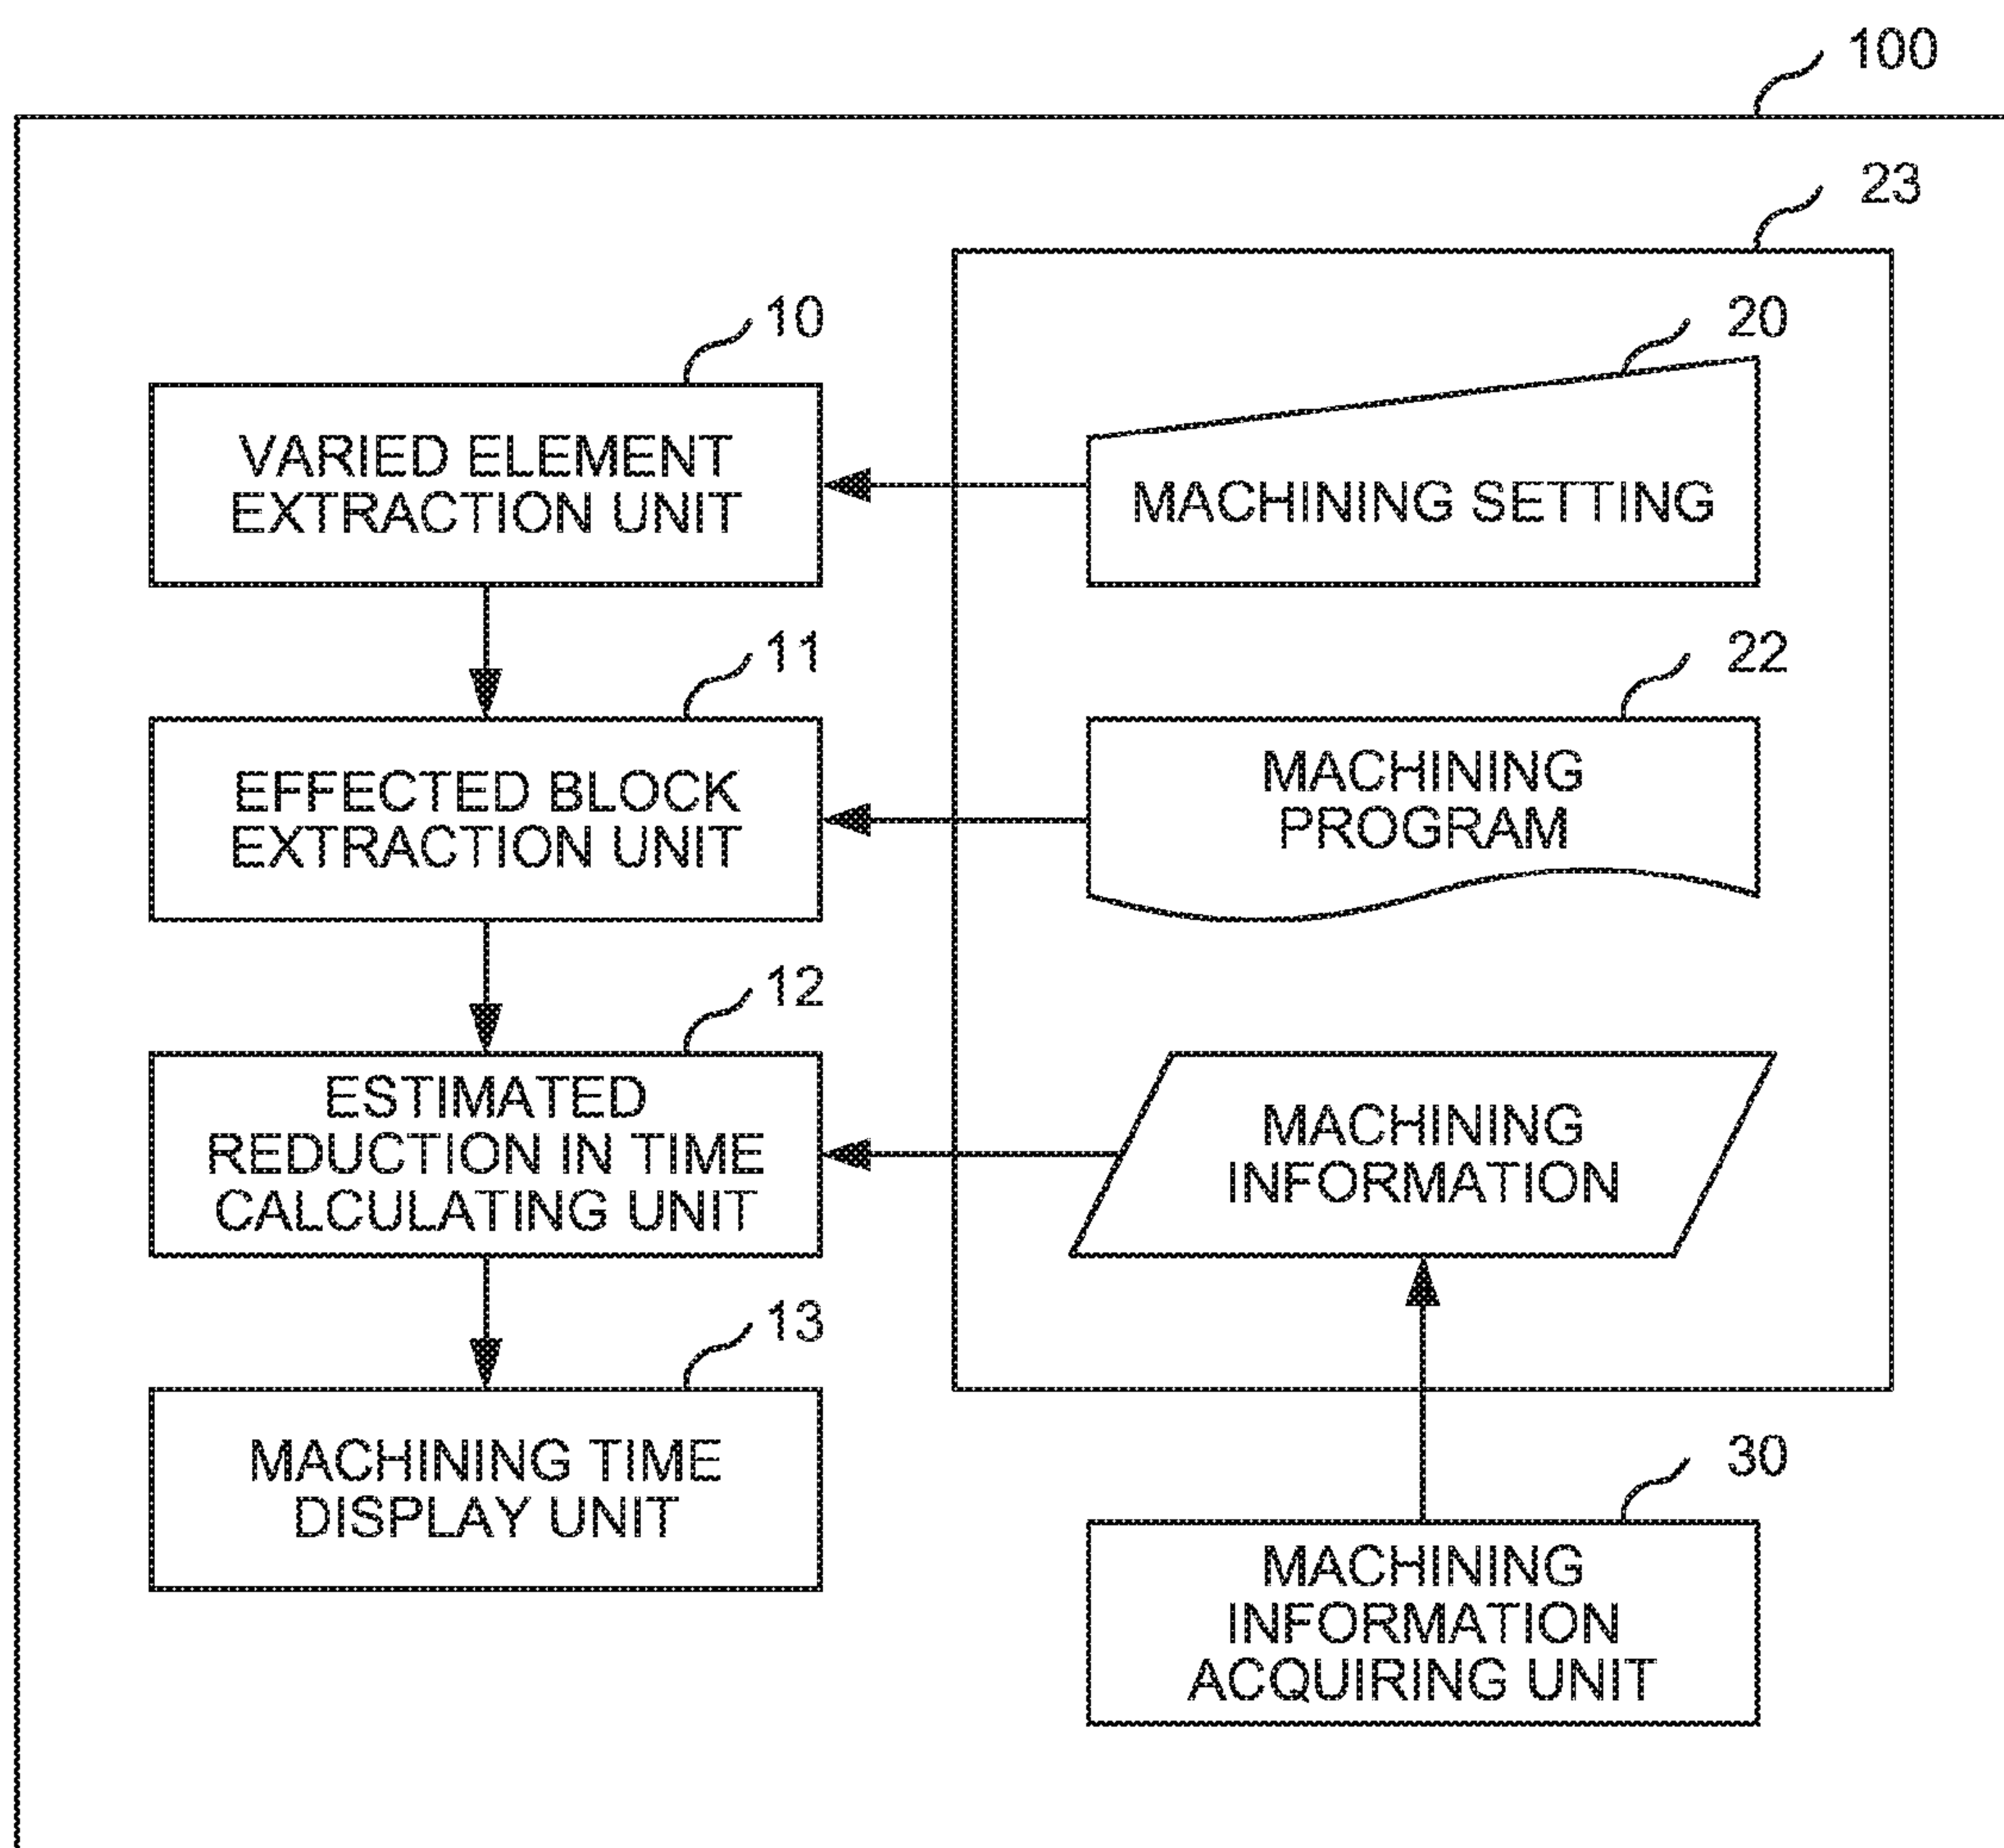 100
23
10
VARIED ELEMENT
EXTRACTION UNIT
20
MACHINING SETTING
11
EFFECTED BLOCK
EXTRACTION UNIT
22
MACHINING
PROGRAM
12
ESTIMATED
REDUCTION IN TIME
CALCULATING UNIT
MACHINING
INFORMATION
13
MACHINING TIME
DISPLAY UNIT
30
MACHINING
INFORMATION
ACQUIRING UNIT